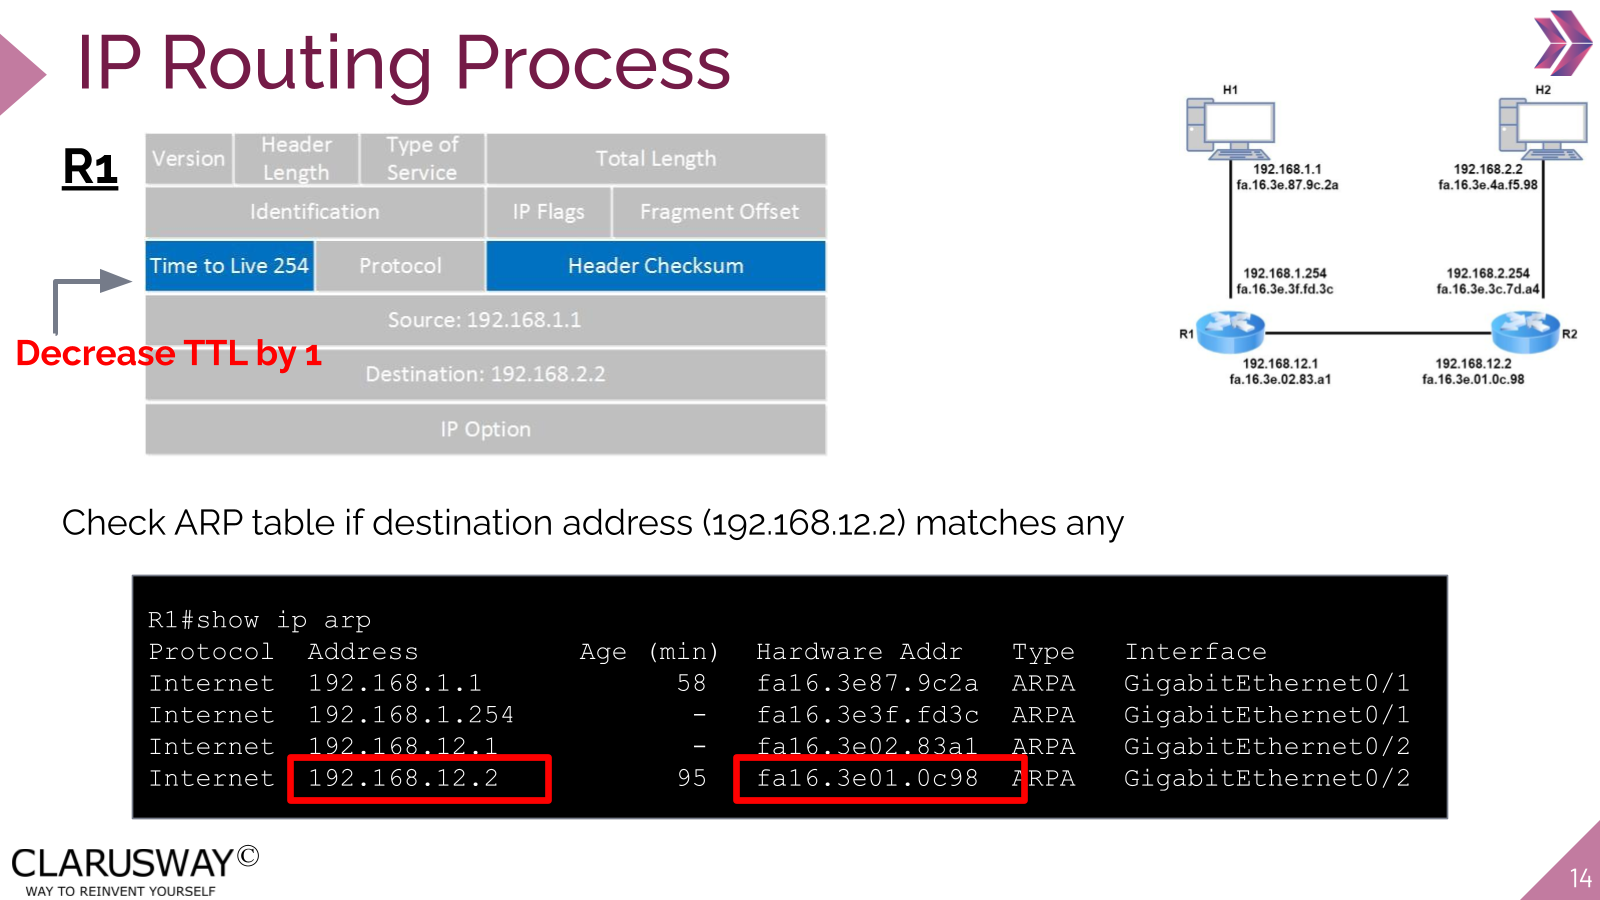 IP Routing Process
R1
Version
Header Length
Type of Service
Total Length
Identification
IP Flags
Fragment Offset
Time to Live 254
Protocol
Header Checksum
Source: 192.168.1.1
Decrease TTL by 1
Destination: 192.168.2.2
IP Option
H1
H2
192.168.1.1
fa.16.3e.87.9c.2a
192.168.2.2
fa.16.3e.4a.f5.98
192.168.1.254
fa.16.3e.3f.fd.3c
192.168.2.254
fa.16.3e.3c.7d.a4
R1
R2
192.168.12.1
fa.16.3e.02.83.a1
192.168.12.2
fa.16.3e.01.0c.98
Check ARP table if destination address (192.168.12.2) matches any
R1#show ip arp
Protocol Address Age (min) Hardware Addr Type Interface
Internet 192.168.1.1 58 fa16.3e87.9c2a ARPA GigabitEthernet0/1
Internet 192.168.1.254 - fa16.3e3f.fd3c ARPA GigabitEthernet0/1
Internet 192.168.12.1 - fa16.3e02.83a1 ARPA GigabitEthernet0/2
Internet 192.168.12.2 95 fa16.3e01.0c98 ARPA GigabitEthernet0/2
CLARUSWAY©
WAY TO REINVENT YOURSELF
14